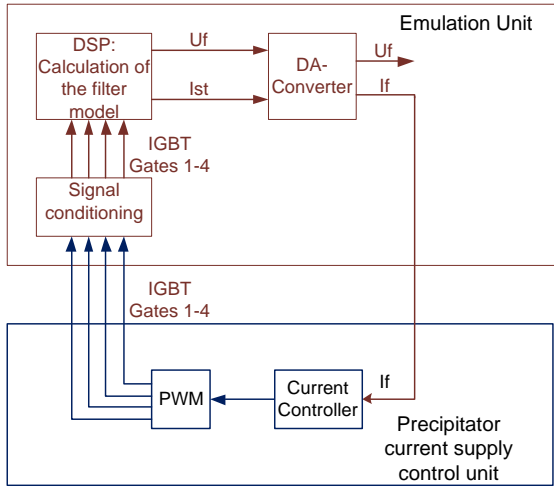 Emulation Unit
DSP:
Calculation of
the filter
model
Uf
Ist
DA-
Converter
Uf
If
IGBT
Gates 1-4
Signal
conditioning
IGBT
Gates 1-4
PWM
Current
Controller
If
Precipitator
current supply
control unit